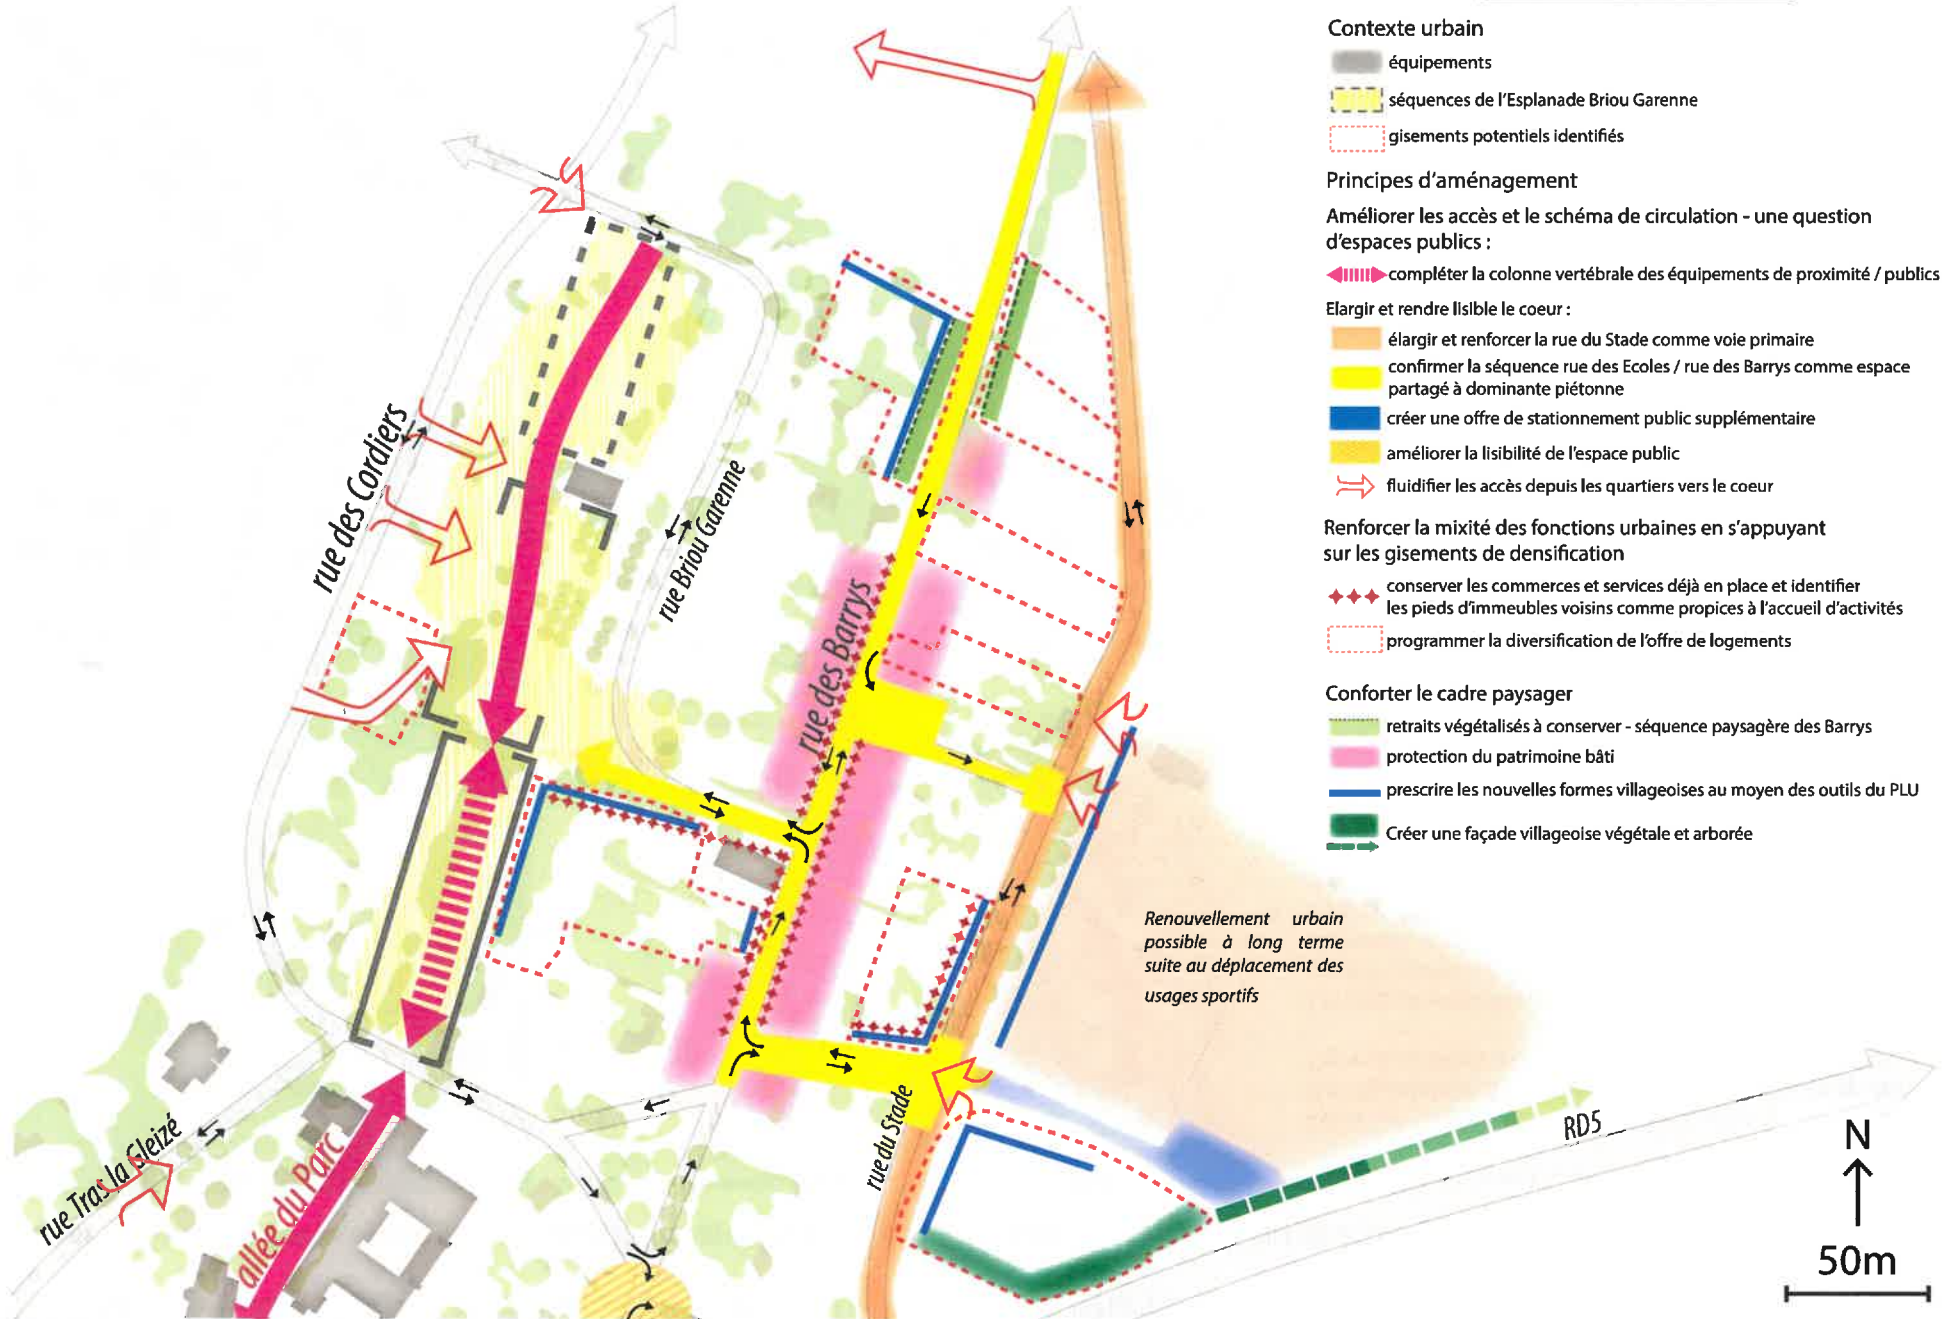 Contexte urbain
équipements
séquences de l'Esplanade Briou Garenne
gisements potentiels identifiés
Principes d'aménagement
Améliorer les accès et le schéma de circulation - une question
d'espaces publics :
compléter la colonne vertébrale des équipements de proximité / publics
Elargir et rendre lisible le coeur :
élargir et renforcer la rue du Stade comme voie primaire
confirmer la séquence rue des Ecoles / rue des Barrys comme espace
partagé à dominante piétonne
créer une offre de stationnement public supplémentaire
améliorer la lisibilité de l'espace public
fluidifier les accès depuis les quartiers vers le coeur
Renforcer la mixité des fonctions urbaines en s'appuyant
sur les gisements de densification
conserver les commerces et services déjà en place et identifier
les pieds d'immeubles voisins comme propices à l'accueil d'activités
programmer la diversification de l'offre de logements
Conforter le cadre paysager
retraits végétalisés à conserver - séquence paysagère des Barrys
protection du patrimoine bâti
prescrire les nouvelles formes villageoises au moyen des outils du PLU
Créer une façade villageoise végétale et arborée
rue des Cordiers
rue Briou Garenne
rue des Barrys
Renouvellement urbain
possible à long terme
suite au déplacement des
usages sportifs
rue du Stade
RD5
rue Tras la Gleizé
allée du Parc
N
50m